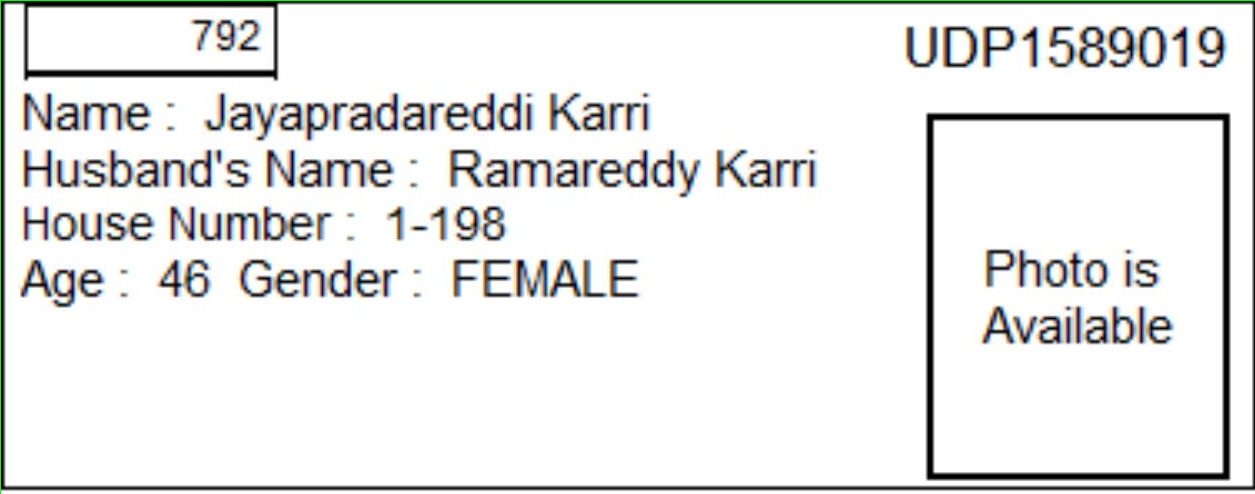 792
UDP1589019
Name : Jayapradareddi Karri
Husband's Name : Ramareddy Karri
House Number : 1-198
Age : 46 Gender : FEMALE
Photo is
Available